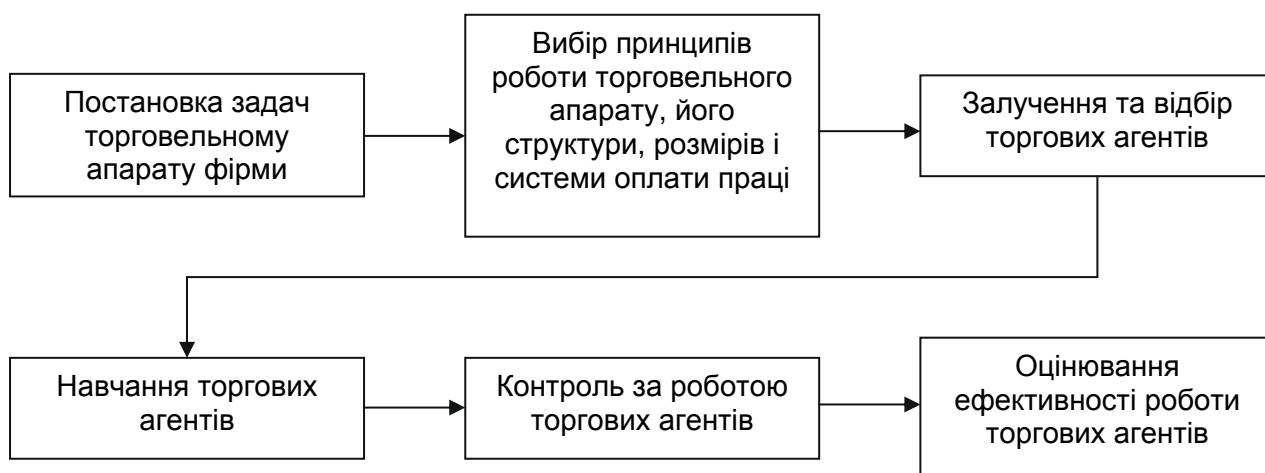 Постановка задач
торговельному
апарату фірми
Вибір принципів
роботи торговельного
апарату, його
структури, розмірів і
системи оплати праці
Залучення та відбір
торгових агентів
Навчання торгових
агентів
Контроль за роботою
торгових агентів
Оцінювання
ефективності роботи
торгових агентів